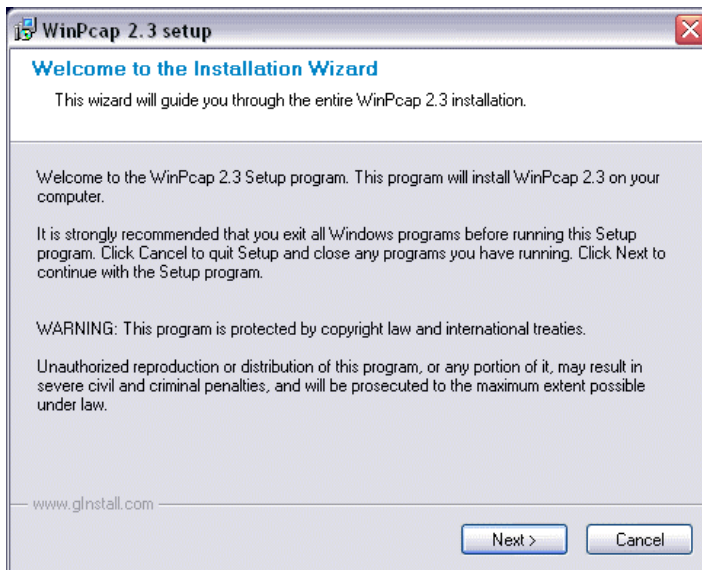 WinPcap 2.3 setup
Welcome to the Installation Wizard
This wizard will guide you through the entire WinPcap 2.3 installation.
Welcome to the WinPcap 2.3 Setup program. This program will install WinPcap 2.3 on your
computer.
It is strongly recommended that you exit all Windows programs before running this Setup
program. Click Cancel to quit Setup and close any programs you have running. Click Next to
continue with the Setup program.
WARNING: This program is protected by copyright law and international treaties.
Unauthorized reproduction or distribution of this program, or any portion of it, may result in
severe civil and criminal penalties, and will be prosecuted to the maximum extent possible
under law.
www.gInstall.com
Next >
Cancel